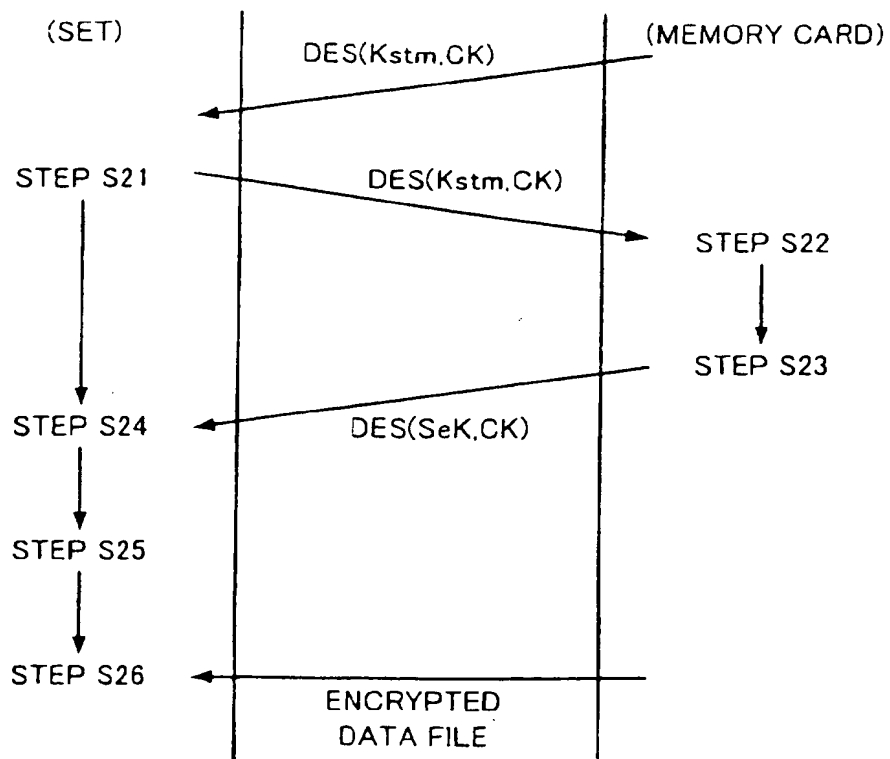 (SET)
(MEMORY CARD)
DES(Kstm,CK)
STEP S21
DES(Kstm,CK)
STEP S22
STEP S23
STEP S24
DES(SeK,CK)
STEP S25
STEP S26
ENCRYPTED
DATA FILE